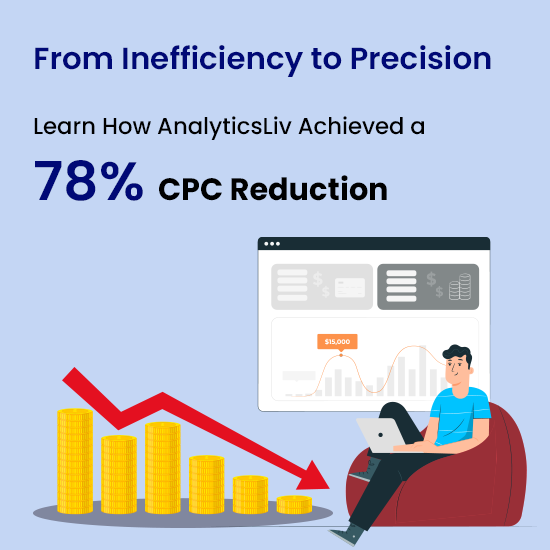 From Inefficiency to Precision
Learn How AnalyticsLiv Achieved a
78% CPC Reduction
$ $
$ $
$15,000